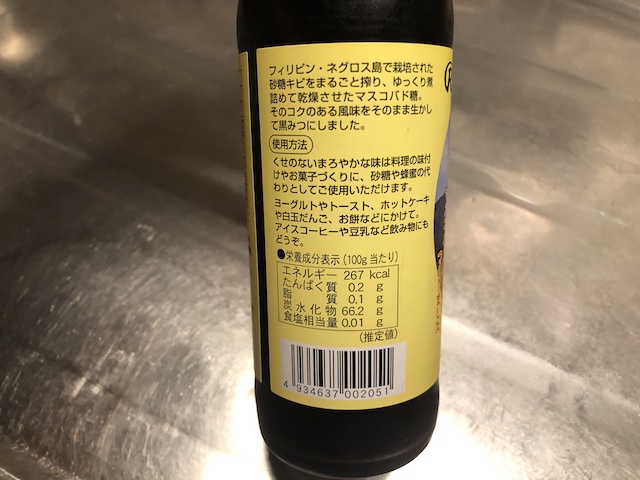 フィリピン・ネグロス島で栽培された
砂糖キビをまるごと搾り、ゆっくり煮
詰めて乾燥させたマスコバド糖。
そのコクのある風味をそのまま生かし
て黒みつにしました。
使用方法
くせのないまろやかな味は料理の味付
けやお菓子づくりに、砂糖や蜂蜜の代
わりとしてご使用いただけます。
ヨーグルトやトースト、ホットケーキ
や白玉だんご、お餅などにかけて。
アイスコーヒーや豆乳など飲み物にも
どうぞ。
●栄養成分表示(100g当たり)
エネルギー 267 kcal
たんぱく質 0.2 g
脂質 0.1 g
炭水化物 66.2 g
食塩相当量 0.01 g
(推定値)
4 934637 002051